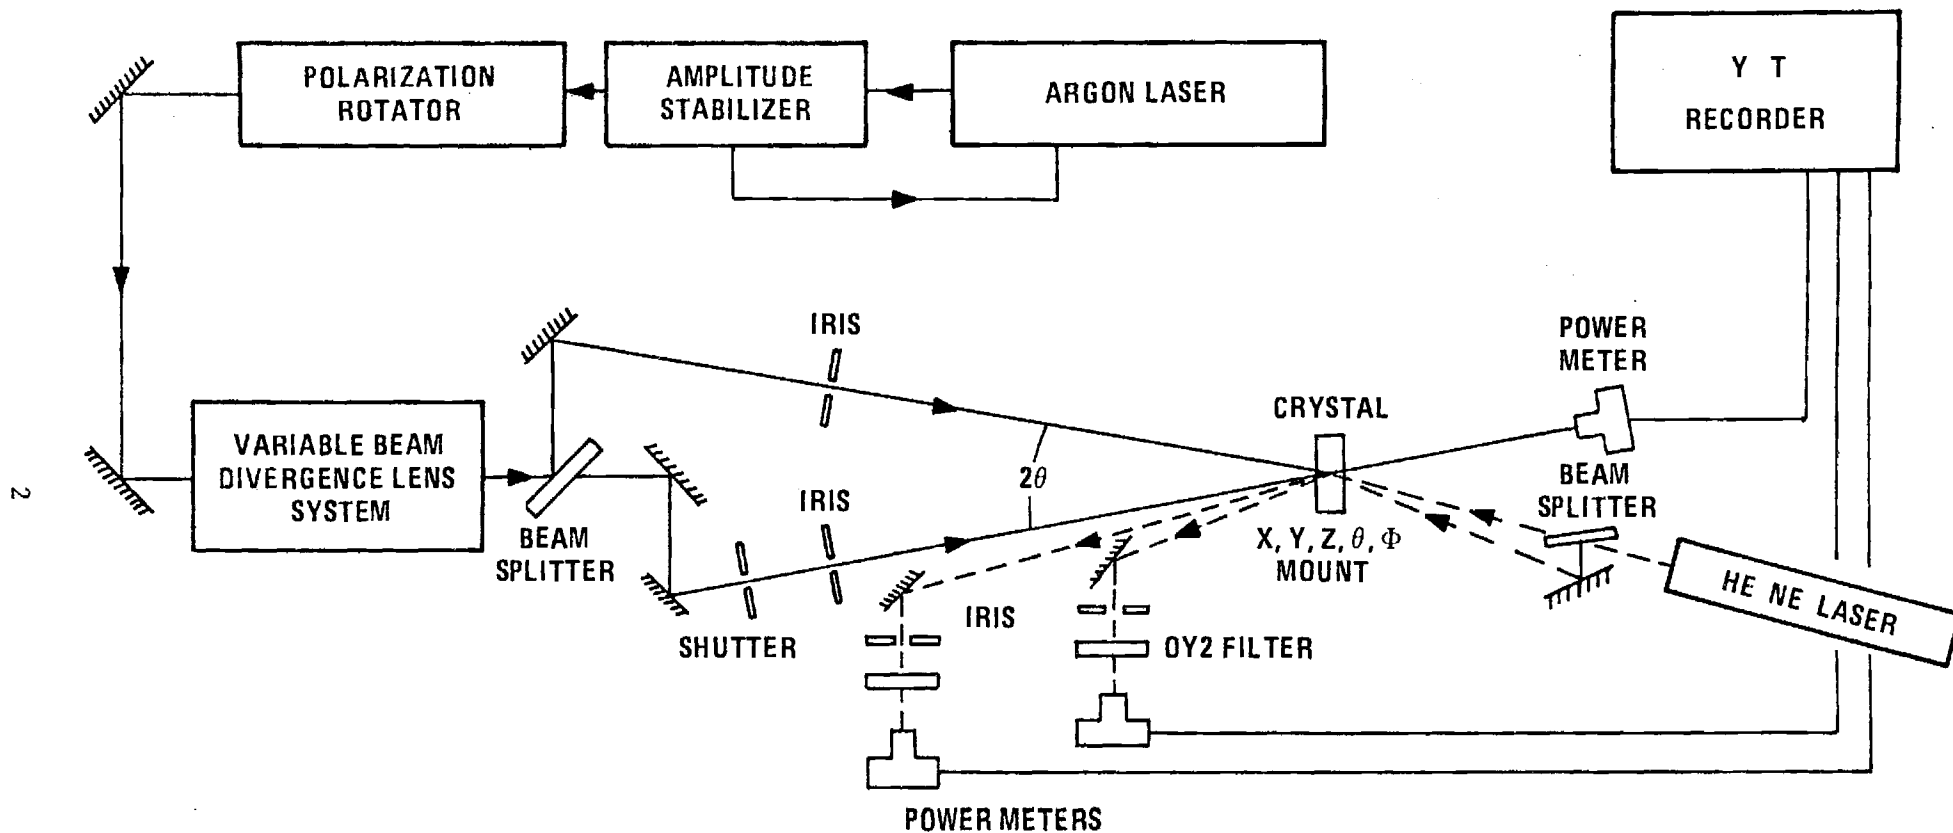 POLARIZATION
ROTATOR
AMPLITUDE
STABILIZER
ARGON LASER
Y T
RECORDER
IRIS
POWER
METER
CRYSTAL
VARIABLE BEAM
DIVERGENCE LENS
SYSTEM
2θ
BEAM
SPLITTER
IRIS
BEAM
SPLITTER
X, Y, Z, θ, Φ
MOUNT
HE NE LASER
IRIS
SHUTTER
OY2 FILTER
POWER METERS
2